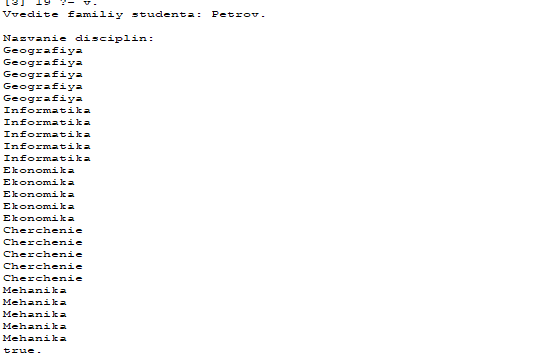 [3] 19 ?- v.
Vvedite familiy studenta: Petrov.
Nazvanie disciplin:
Geografiya
Geografiya
Geografiya
Geografiya
Geografiya
Informatika
Informatika
Informatika
Informatika
Informatika
Ekonomika
Ekonomika
Ekonomika
Ekonomika
Ekonomika
Cherchenie
Cherchenie
Cherchenie
Cherchenie
Cherchenie
Mehanika
Mehanika
Mehanika
Mehanika
Mehanika
true.